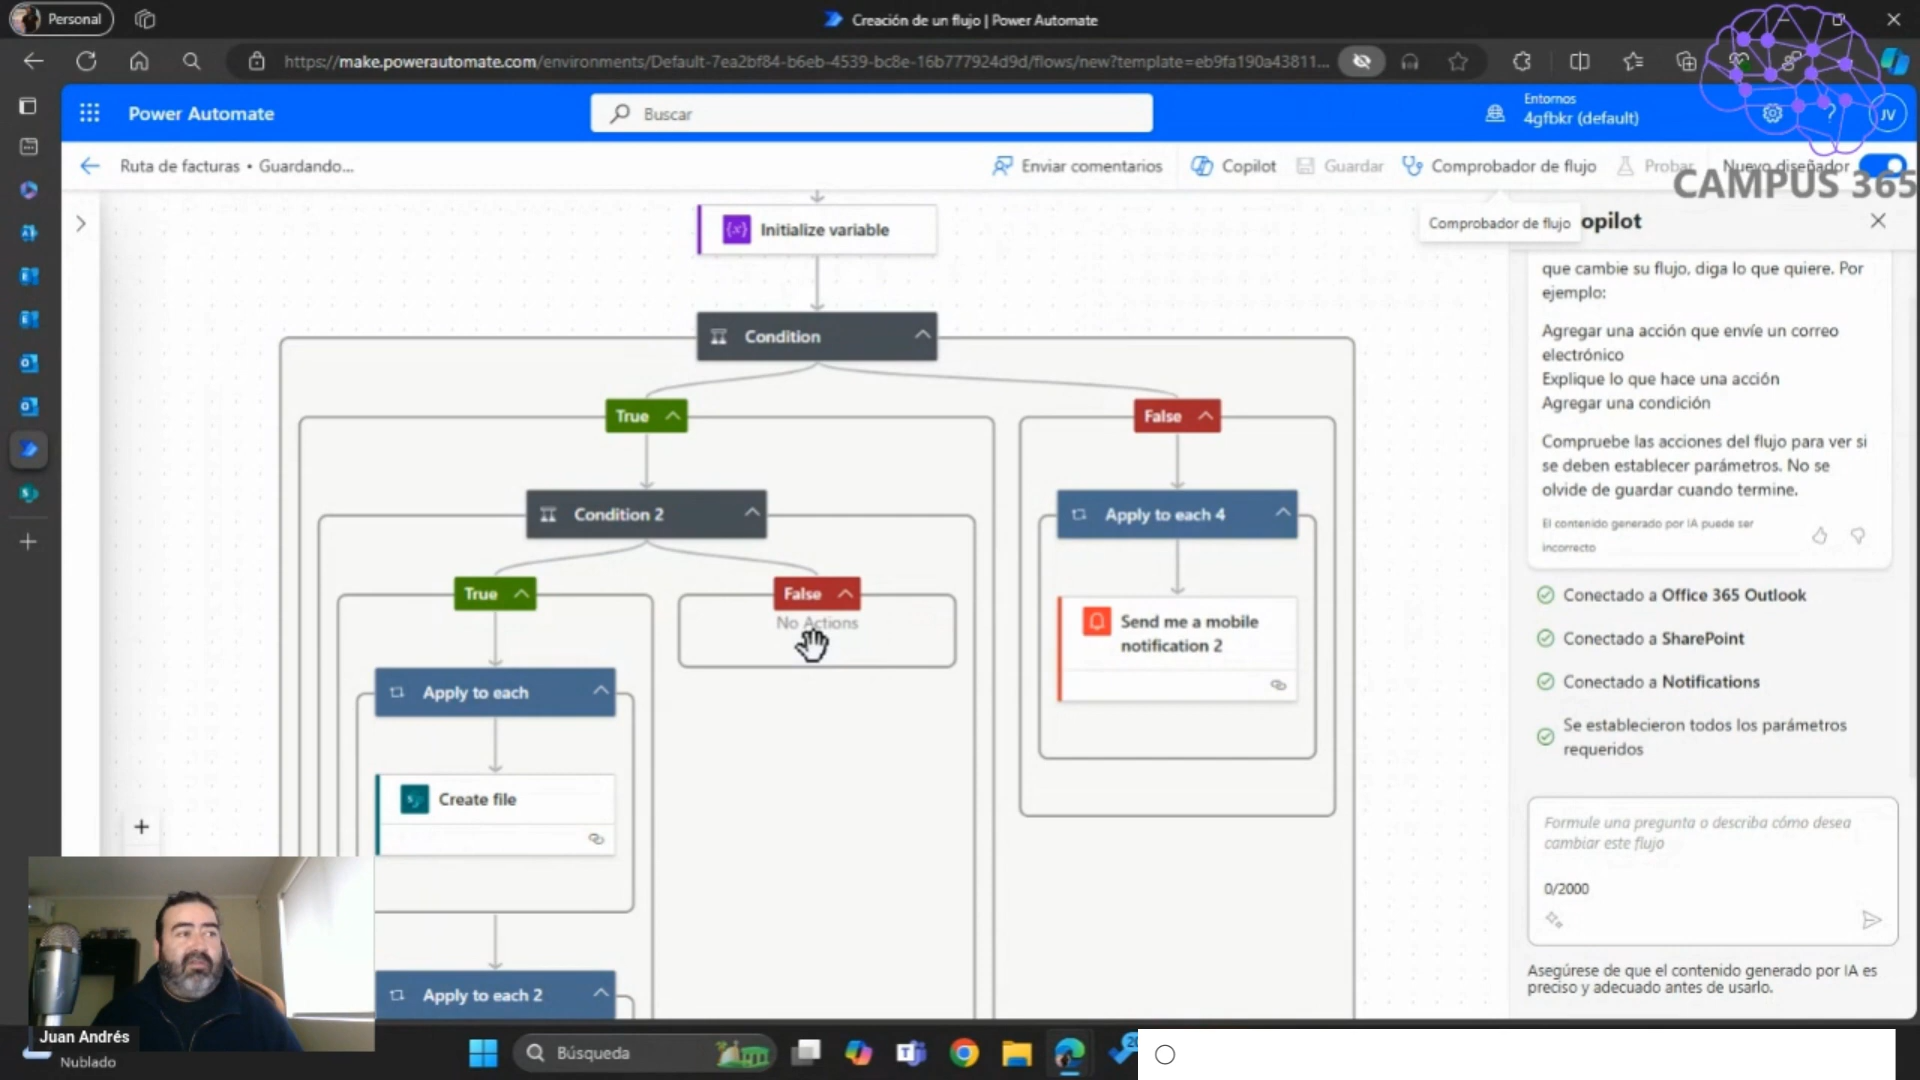 Personal
Creación de un flujo | Power Automate
https://make.powerautomate.com/environments/Default-7ea2bf84-b6eb-4539-bc8e-16b777924d9d/flows/new?template=eb9fa190a43811...
Power Automate
Buscar
Entornos
4gfbkr (default)
JV
Ruta de facturas • Guardando...
Enviar comentarios
Copilot
Guardar
Comprobador de flujo
Probar
Nuevo diseñador
CAMPUS 365
Comprobador de flujo
opilot
Initialize variable
que cambie su flujo, diga lo que quiere. Por
ejemplo:
Condition
Agregar una acción que envíe un correo
electrónico
Explique lo que hace una acción
Agregar una condición
True
False
Compruebe las acciones del flujo para ver si
se deben establecer parámetros. No se
olvide de guardar cuando termine.
Condition 2
Apply to each 4
El contenido generado por IA puede ser
incorrecto
True
False
No Actions
Send me a mobile
notification 2
Conectado a Office 365 Outlook
Conectado a SharePoint
Conectado a Notifications
Se establecieron todos los parámetros
requeridos
Apply to each
Create file
Formule una pregunta o describa cómo desea
cambiar este flujo
0/2000
Apply to each 2
Asegúrese de que el contenido generado por IA es
preciso y adecuado antes de usarlo.
Juan Andrés
Nublado
Búsqueda